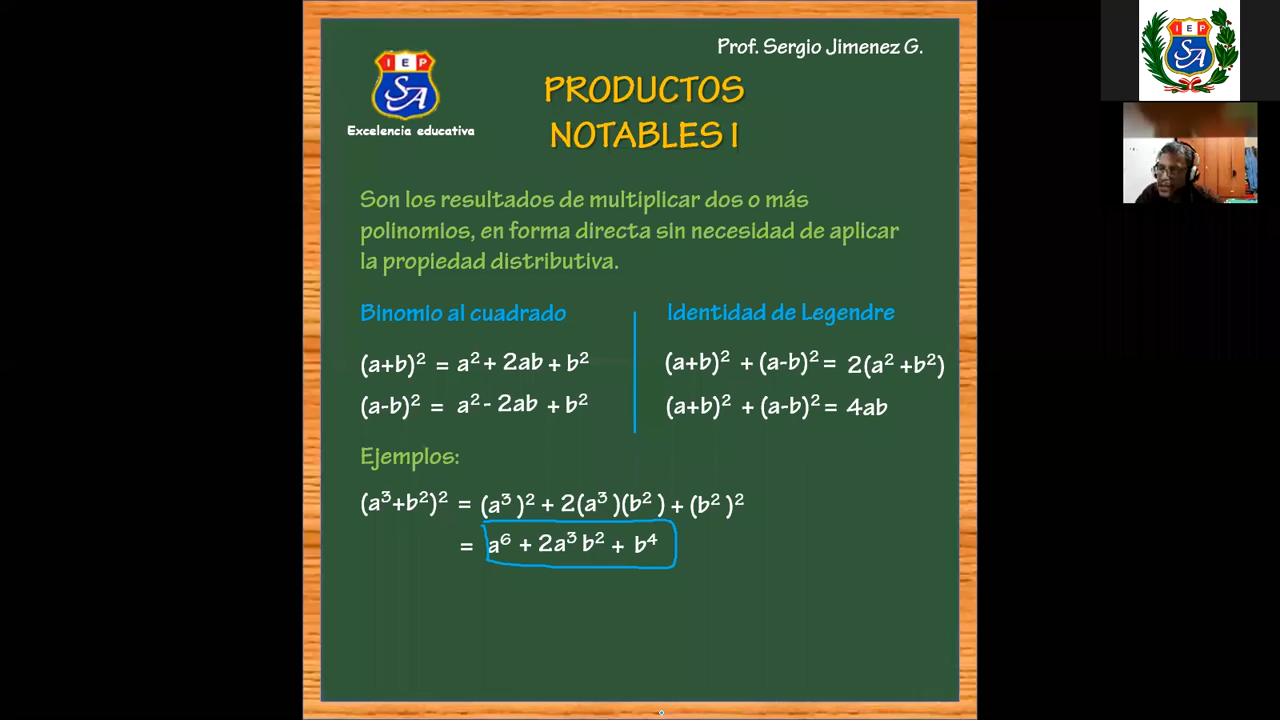 Prof. Sergio Jimenez G.
I E P
SA
Excelencia educativa
PRODUCTOS
NOTABLES I
Son los resultados de multiplicar dos o más
polinomios, en forma directa sin necesidad de aplicar
la propiedad distributiva.
Binomio al cuadrado
(a+b)² = a² + 2ab + b²
(a-b)² = a² - 2ab + b²
Identidad de Legendre
(a+b)² + (a-b)² = 2(a² +b²)
(a+b)² + (a-b)² = 4ab
Ejemplos:
(a³+b²)² = (a³ )² + 2(a³ )(b² ) + (b² )²
= a⁶ + 2a³ b² + b⁴
I E P
SA